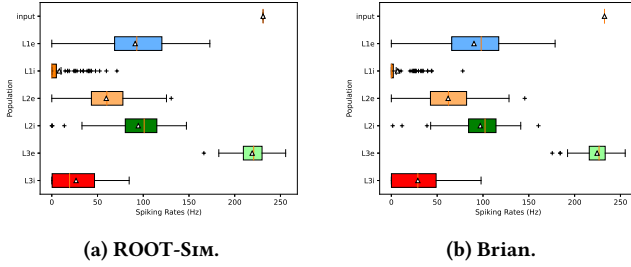 input
L1e
L1i
L2e
L2i
L3e
L3i
Population
0 50 100 150 200 250
Spiking Rates (Hz)
(a) ROOT-SIM.
input
L1e
L1i
L2e
L2i
L3e
L3i
Population
0 50 100 150 200 250
Spiking Rates (Hz)
(b) Brian.